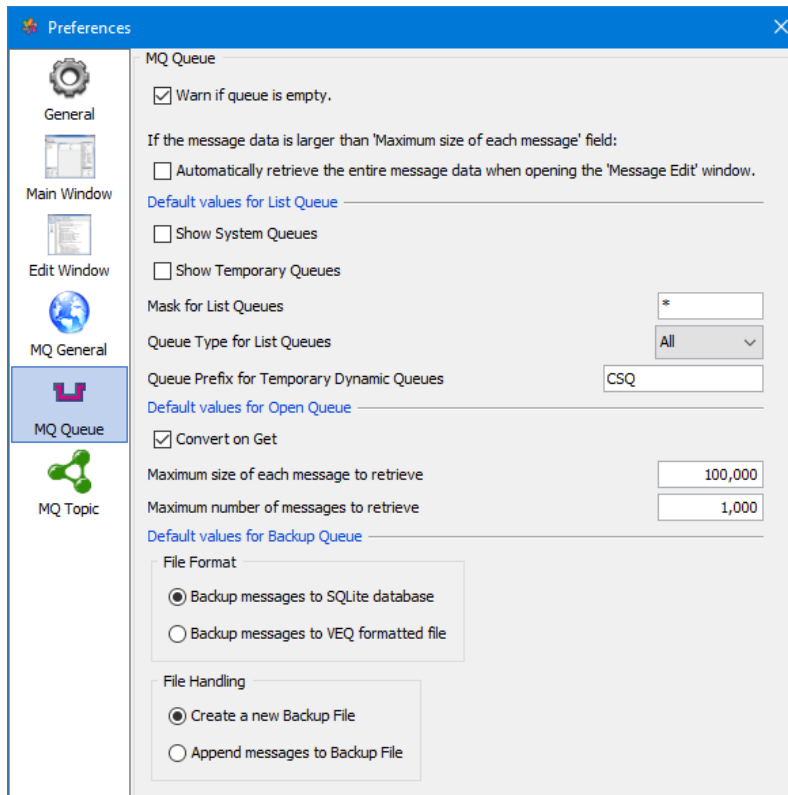 Preferences
General
Main Window
Edit Window
MQ General
MQ Queue
MQ Topic
MQ Queue
Warn if queue is empty.
If the message data is larger than 'Maximum size of each message' field:
Automatically retrieve the entire message data when opening the 'Message Edit' window.
Default values for List Queue
Show System Queues
Show Temporary Queues
Mask for List Queues *
Queue Type for List Queues All
Queue Prefix for Temporary Dynamic Queues CSQ
Default values for Open Queue
Convert on Get
Maximum size of each message to retrieve 100,000
Maximum number of messages to retrieve 1,000
Default values for Backup Queue
File Format
Backup messages to SQLite database
Backup messages to VEQ formatted file
File Handling
Create a new Backup File
Append messages to Backup File